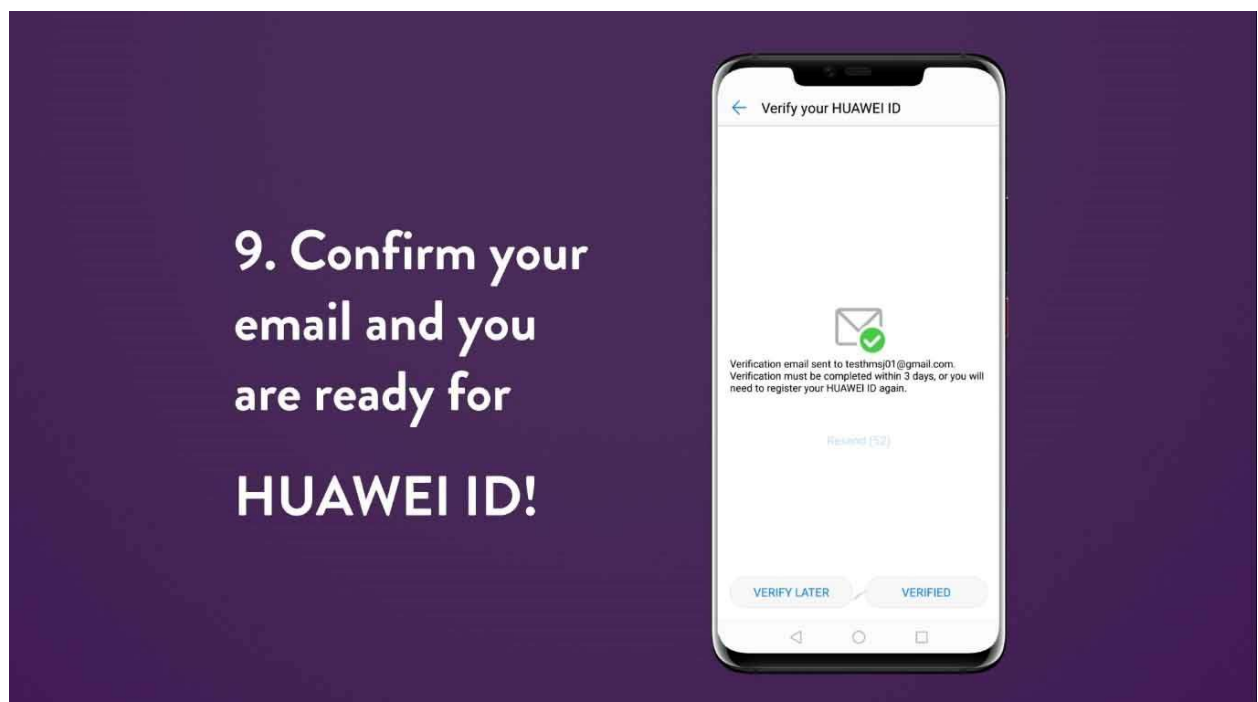 9. Confirm your
email and you
are ready for
HUAWEI ID!
Verify your HUAWEI ID
Verification email sent to testhmsj01@gmail.com.
Verification must be completed within 3 days, or you will
need to register your HUAWEI ID again.
Resend (52)
VERIFY LATER
VERIFIED